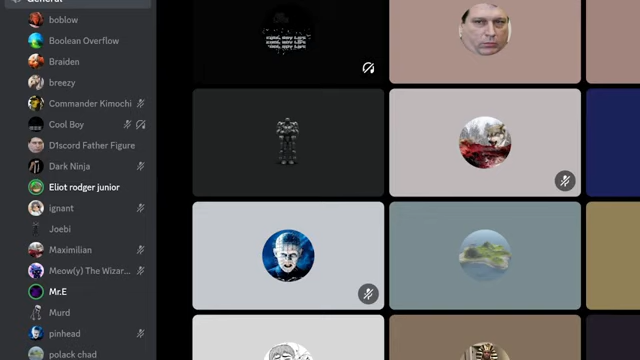 General
boblow
Boolean Overflow
Braiden
breezy
Commander Kimochi
Cool Boy
D1scord Father Figure
Dark Ninja
Eliot rodger junior
ignant
Joebi
Maximilian
Meow(y) The Wizar...
Mr.E
Murd
pinhead
polack chad